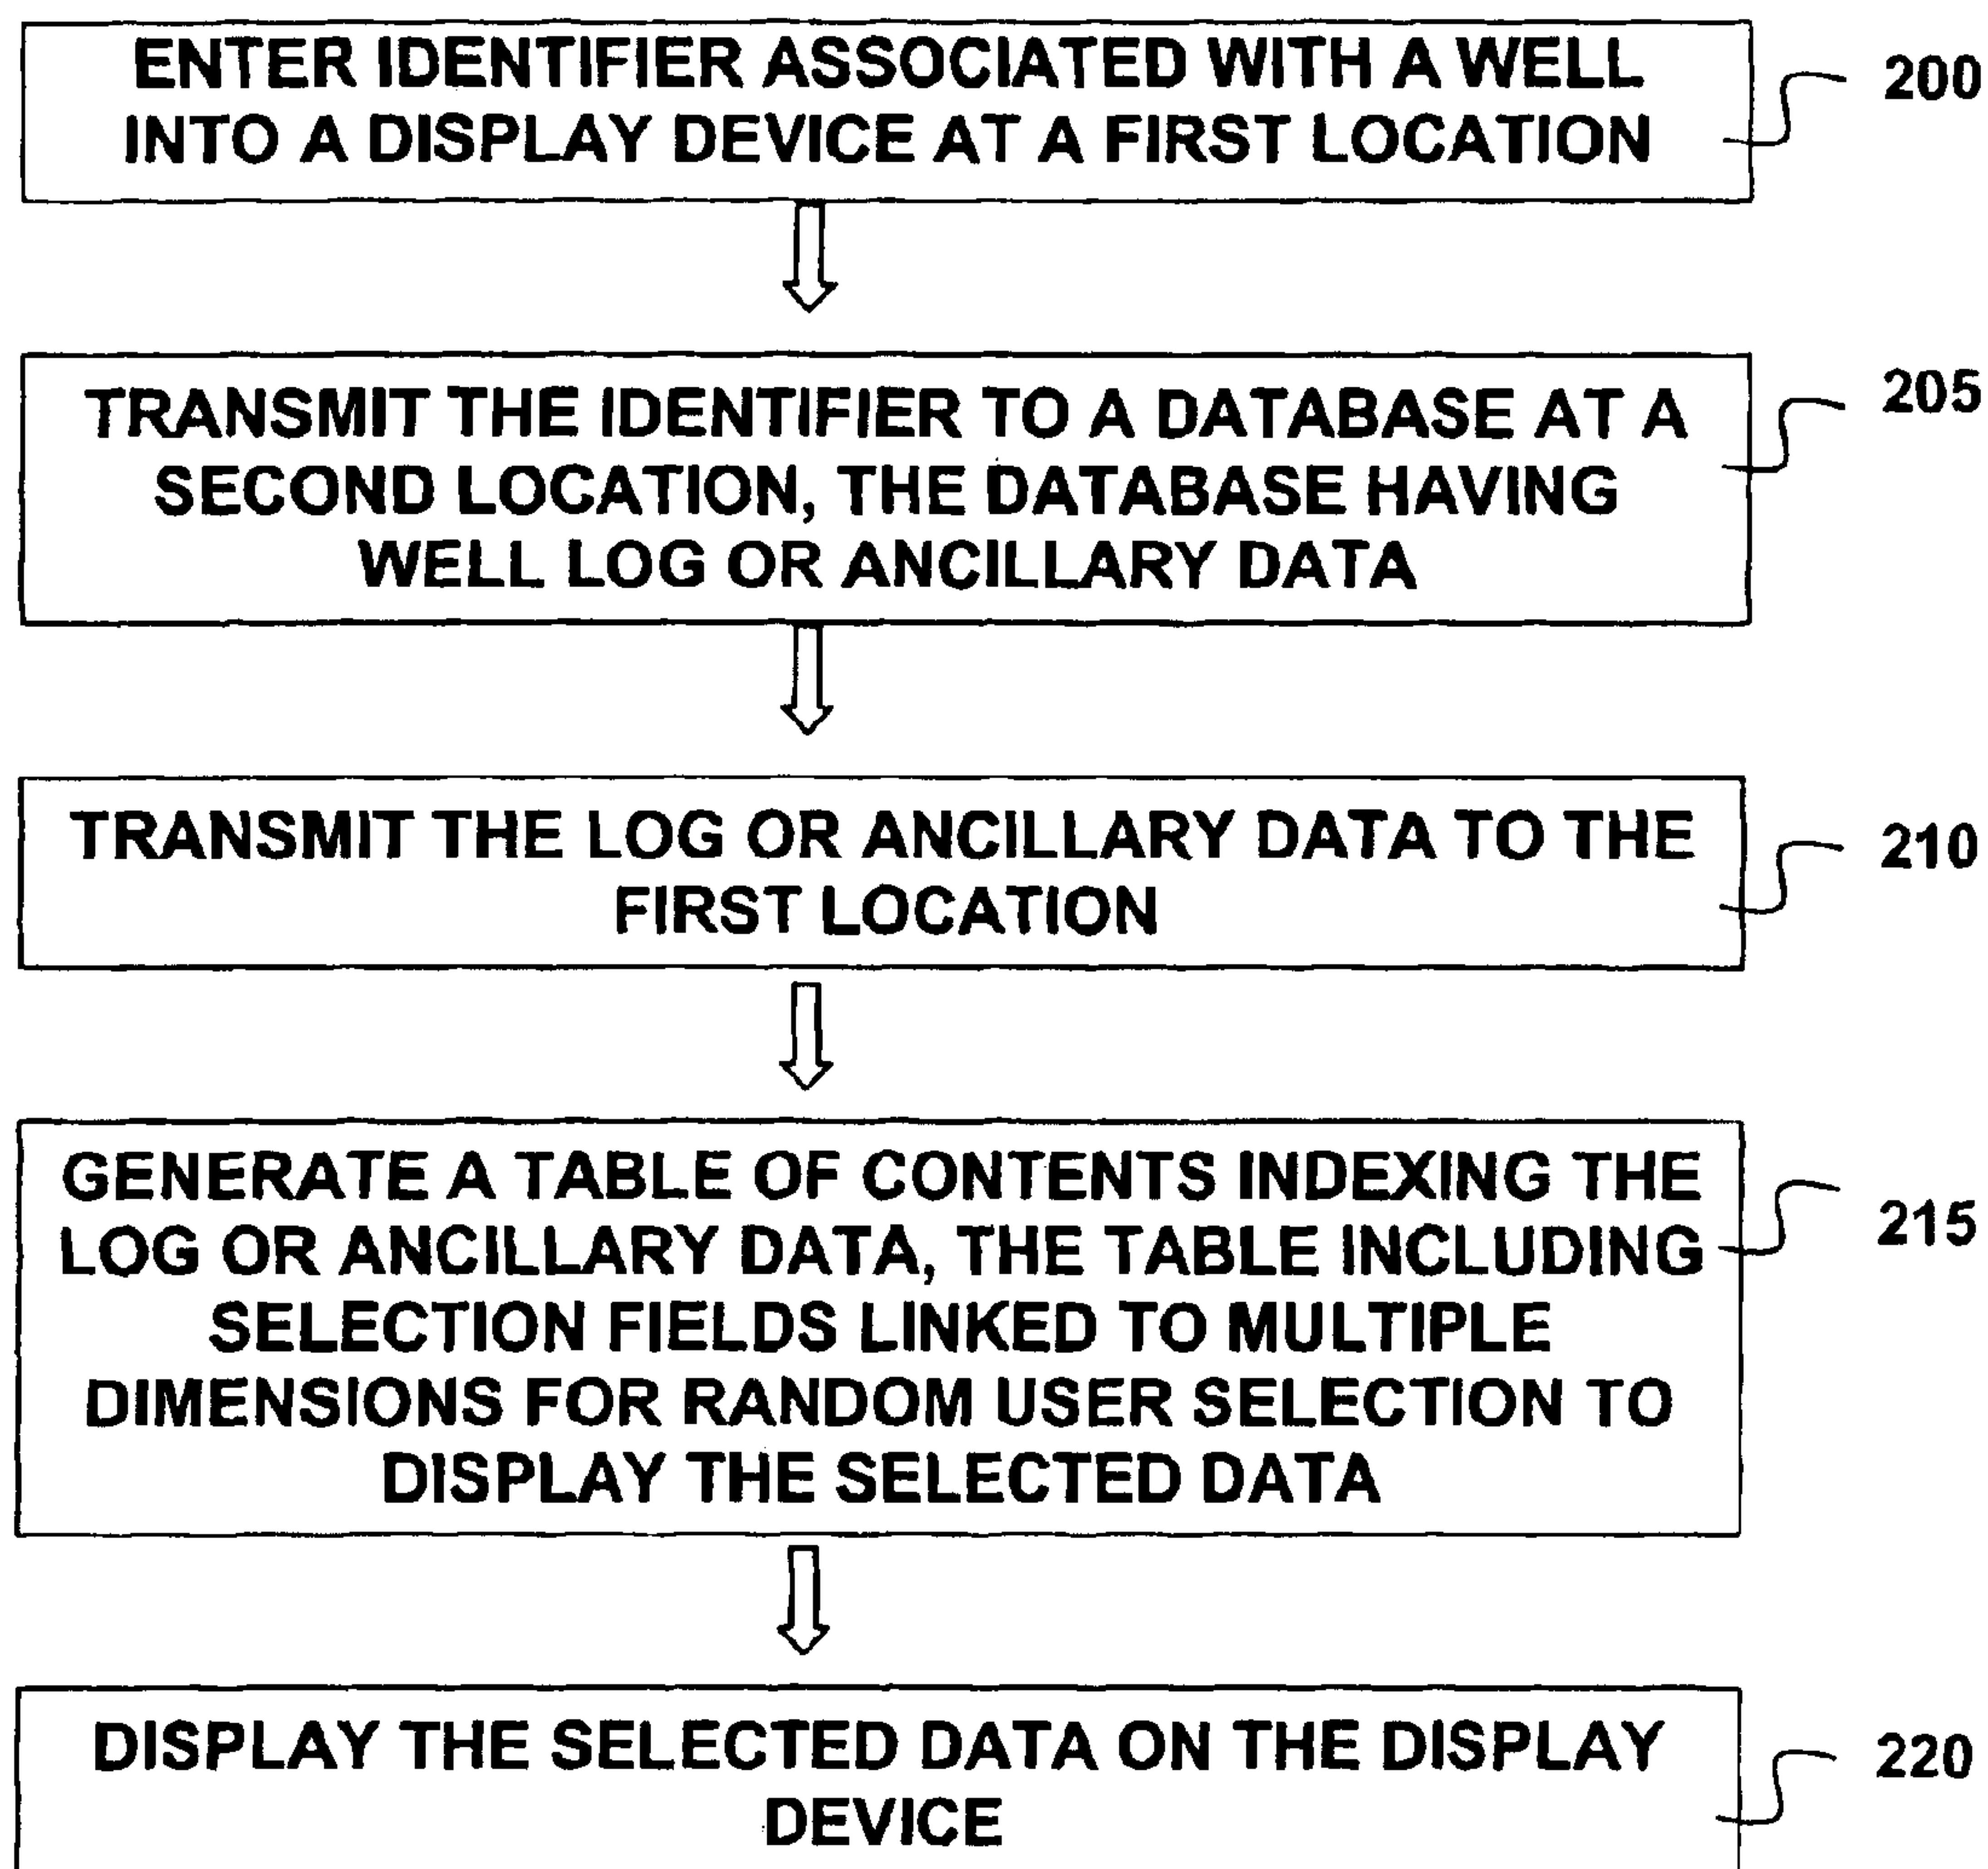 ENTER IDENTIFIER ASSOCIATED WITH A WELL
INTO A DISPLAY DEVICE AT A FIRST LOCATION
200
TRANSMIT THE IDENTIFIER TO A DATABASE AT A
SECOND LOCATION, THE DATABASE HAVING
WELL LOG OR ANCILLARY DATA
205
TRANSMIT THE LOG OR ANCILLARY DATA TO THE
FIRST LOCATION
210
GENERATE A TABLE OF CONTENTS INDEXING THE
LOG OR ANCILLARY DATA, THE TABLE INCLUDING
SELECTION FIELDS LINKED TO MULTIPLE
DIMENSIONS FOR RANDOM USER SELECTION TO
DISPLAY THE SELECTED DATA
215
DISPLAY THE SELECTED DATA ON THE DISPLAY
DEVICE
220